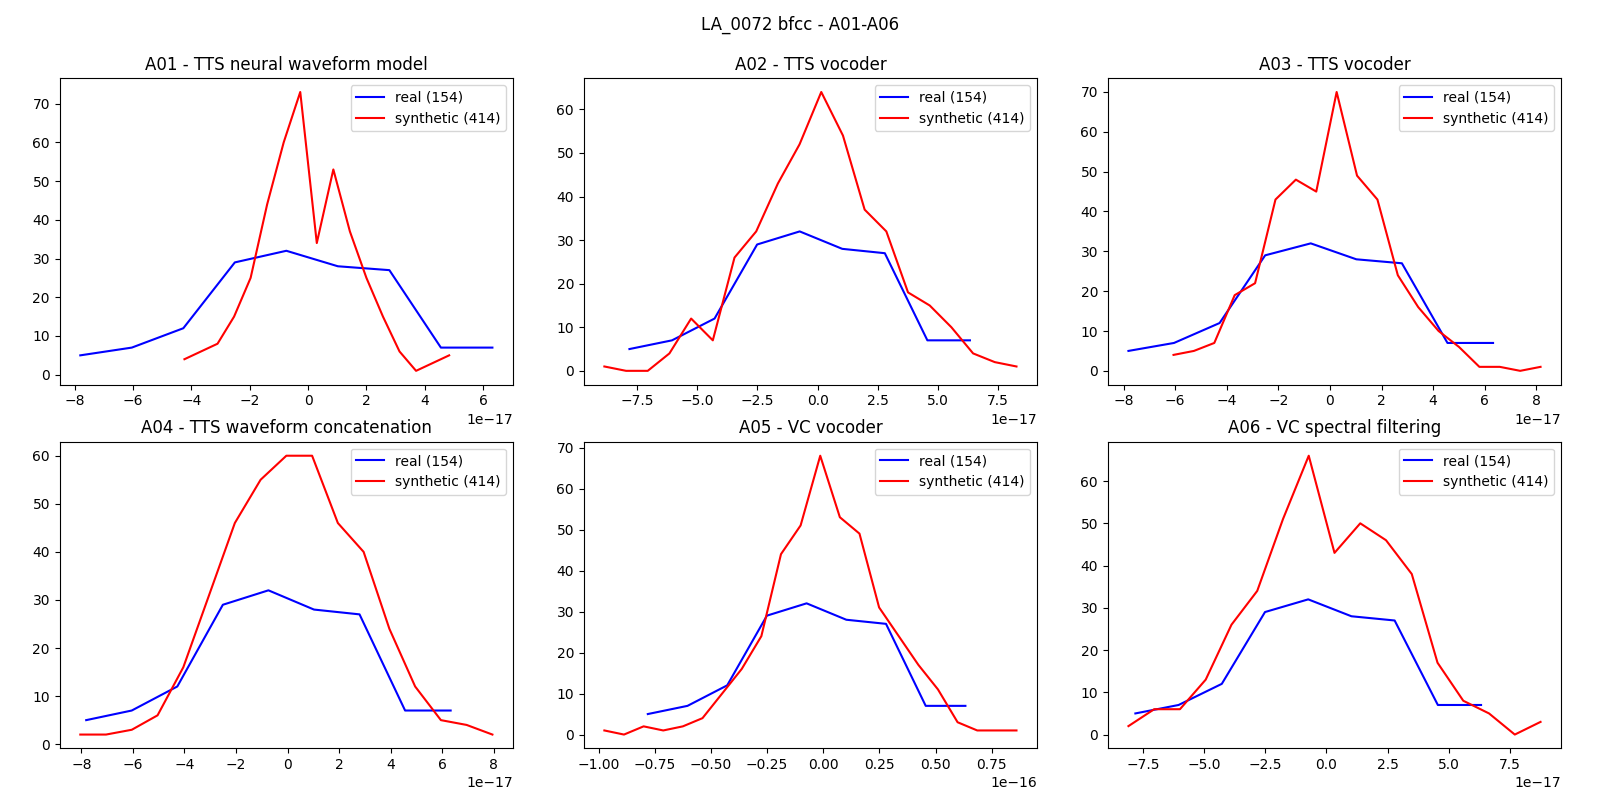 LA_0072 bfcc - A01-A06
A01 - TTS neural waveform model
real (154)
synthetic (414)
70
60
50
40
30
20
10
0
−8 −6 −4 −2 0 2 4 6
1e−17
A02 - TTS vocoder
real (154)
synthetic (414)
60
50
40
30
20
10
0
−7.5 −5.0 −2.5 0.0 2.5 5.0 7.5
1e−17
A03 - TTS vocoder
real (154)
synthetic (414)
70
60
50
40
30
20
10
0
−8 −6 −4 −2 0 2 4 6 8
1e−17
A04 - TTS waveform concatenation
real (154)
synthetic (414)
60
50
40
30
20
10
0
−8 −6 −4 −2 0 2 4 6 8
1e−17
A05 - VC vocoder
real (154)
synthetic (414)
70
60
50
40
30
20
10
0
−1.00 −0.75 −0.50 −0.25 0.00 0.25 0.50 0.75
1e−16
A06 - VC spectral filtering
real (154)
synthetic (414)
60
50
40
30
20
10
0
−7.5 −5.0 −2.5 0.0 2.5 5.0 7.5
1e−17